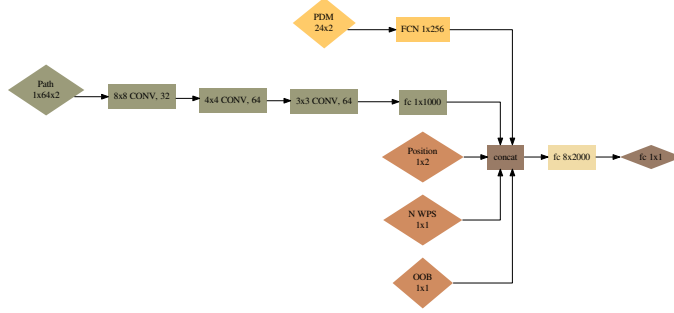 PDM
24x2
FCN 1x256
Path
1x64x2
8x8 CONV, 32
4x4 CONV, 64
3x3 CONV, 64
fc 1x1000
Position
1x2
concat
fc 8x2000
fc 1x1
N WPS
1x1
OOB
1x1